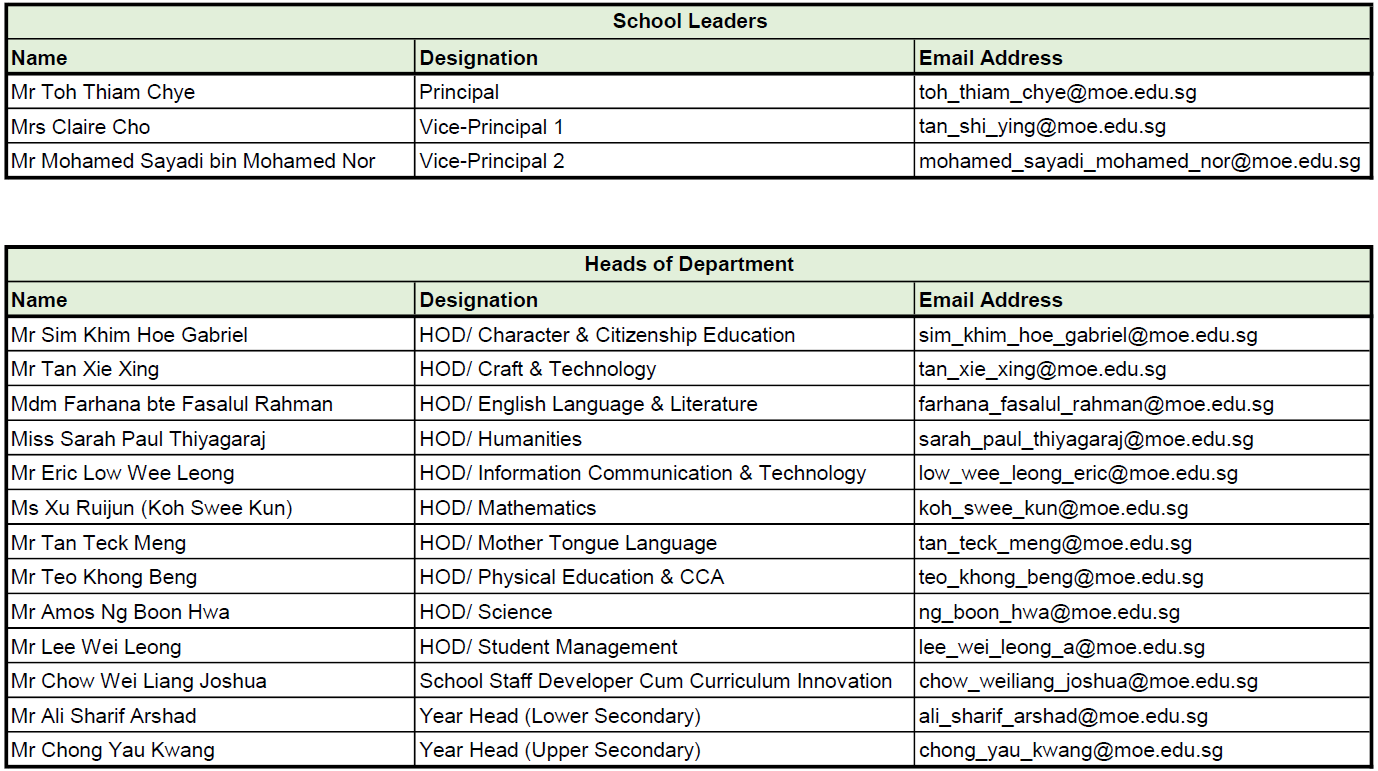 School Leaders
Name Designation Email Address
Mr Toh Thiam Chye Principal toh_thiam_chye@moe.edu.sg
Mrs Claire Cho Vice-Principal 1 tan_shi_ying@moe.edu.sg
Mr Mohamed Sayadi bin Mohamed Nor Vice-Principal 2 mohamed_sayadi_mohamed_nor@moe.edu.sg
Heads of Department
Name Designation Email Address
Mr Sim Khim Hoe Gabriel HOD/ Character & Citizenship Education sim_khim_hoe_gabriel@moe.edu.sg
Mr Tan Xie Xing HOD/ Craft & Technology tan_xie_xing@moe.edu.sg
Mdm Farhana bte Fasalul Rahman HOD/ English Language & Literature farhana_fasalul_rahman@moe.edu.sg
Miss Sarah Paul Thiyagaraj HOD/ Humanities sarah_paul_thiyagaraj@moe.edu.sg
Mr Eric Low Wee Leong HOD/ Information Communication & Technology low_wee_leong_eric@moe.edu.sg
Ms Xu Ruijun (Koh Swee Kun) HOD/ Mathematics koh_swee_kun@moe.edu.sg
Mr Tan Teck Meng HOD/ Mother Tongue Language tan_teck_meng@moe.edu.sg
Mr Teo Khong Beng HOD/ Physical Education & CCA teo_khong_beng@moe.edu.sg
Mr Amos Ng Boon Hwa HOD/ Science ng_boon_hwa@moe.edu.sg
Mr Lee Wei Leong HOD/ Student Management lee_wei_leong_a@moe.edu.sg
Mr Chow Wei Liang Joshua School Staff Developer Cum Curriculum Innovation chow_weiliang_joshua@moe.edu.sg
Mr Ali Sharif Arshad Year Head (Lower Secondary) ali_sharif_arshad@moe.edu.sg
Mr Chong Yau Kwang Year Head (Upper Secondary) chong_yau_kwang@moe.edu.sg